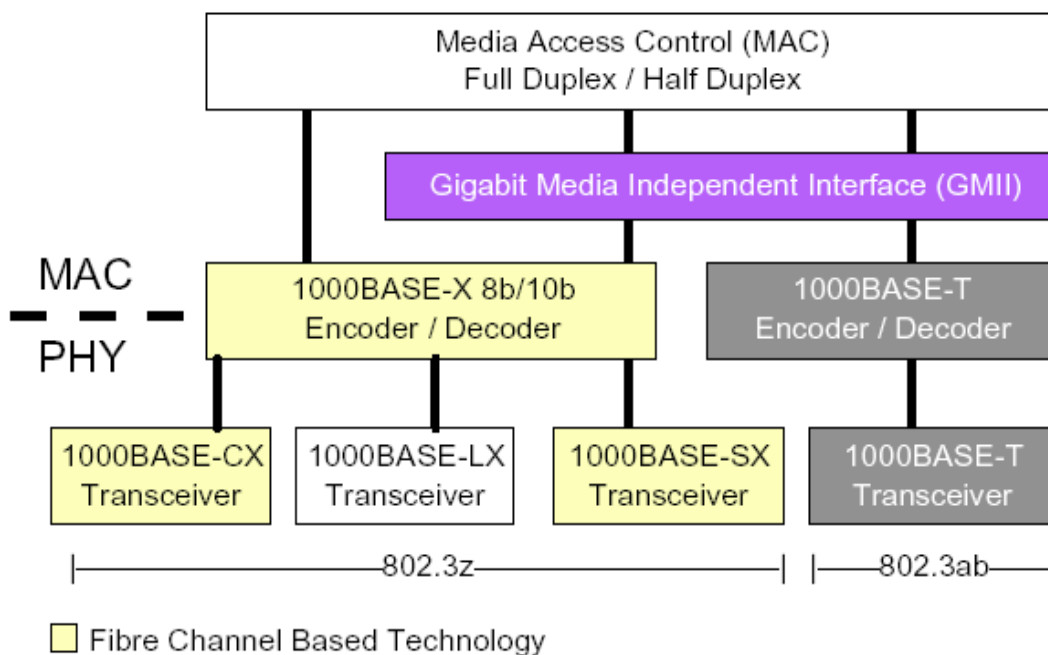 Media Access Control (MAC)
Full Duplex / Half Duplex
Gigabit Media Independent Interface (GMII)
MAC
PHY
1000BASE-X 8b/10b
Encoder / Decoder
1000BASE-T
Encoder / Decoder
1000BASE-CX
Transceiver
1000BASE-LX
Transceiver
1000BASE-SX
Transceiver
1000BASE-T
Transceiver
802.3z
802.3ab
Fibre Channel Based Technology